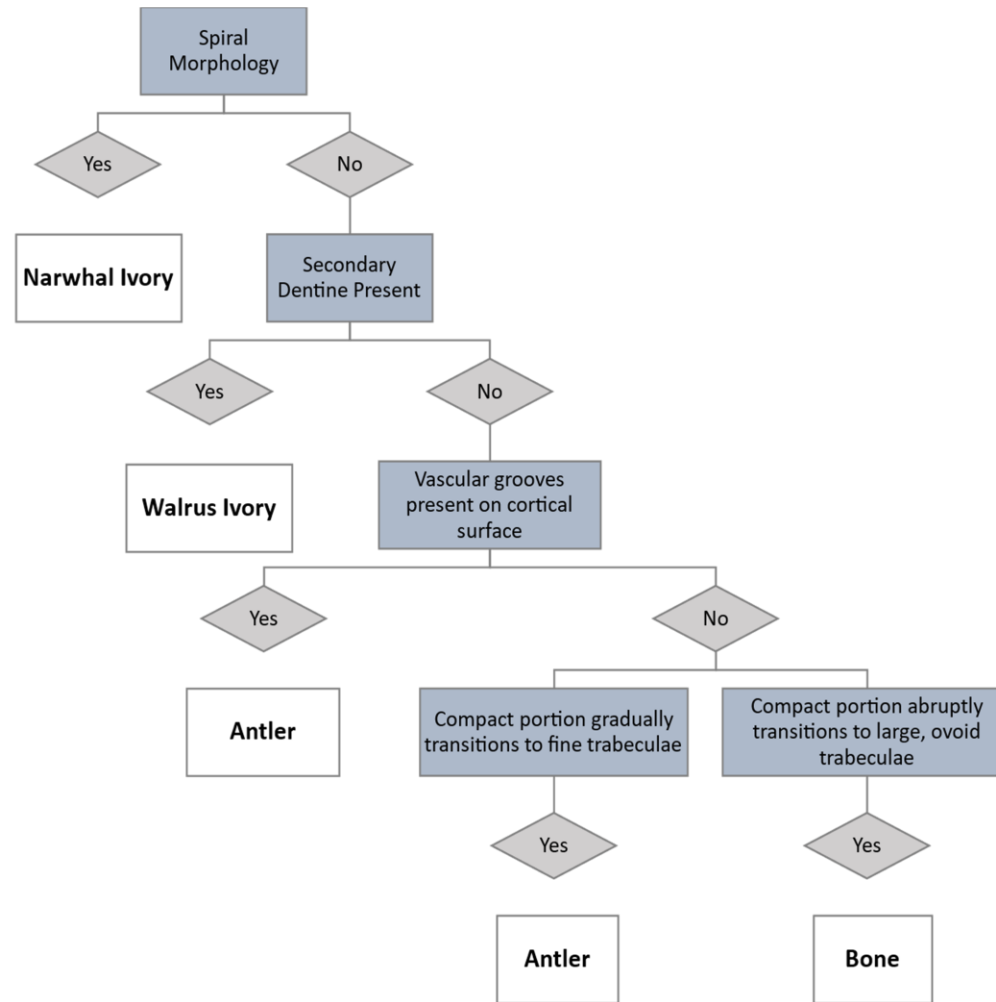 Spiral
Morphology
Yes
No
Narwhal Ivory
Secondary
Dentine Present
Yes
No
Walrus Ivory
Vascular grooves
present on cortical
surface
Yes
No
Antler
Compact portion gradually
transitions to fine trabeculae
Compact portion abruptly
transitions to large, ovoid
trabeculae
Yes
Yes
Antler
Bone